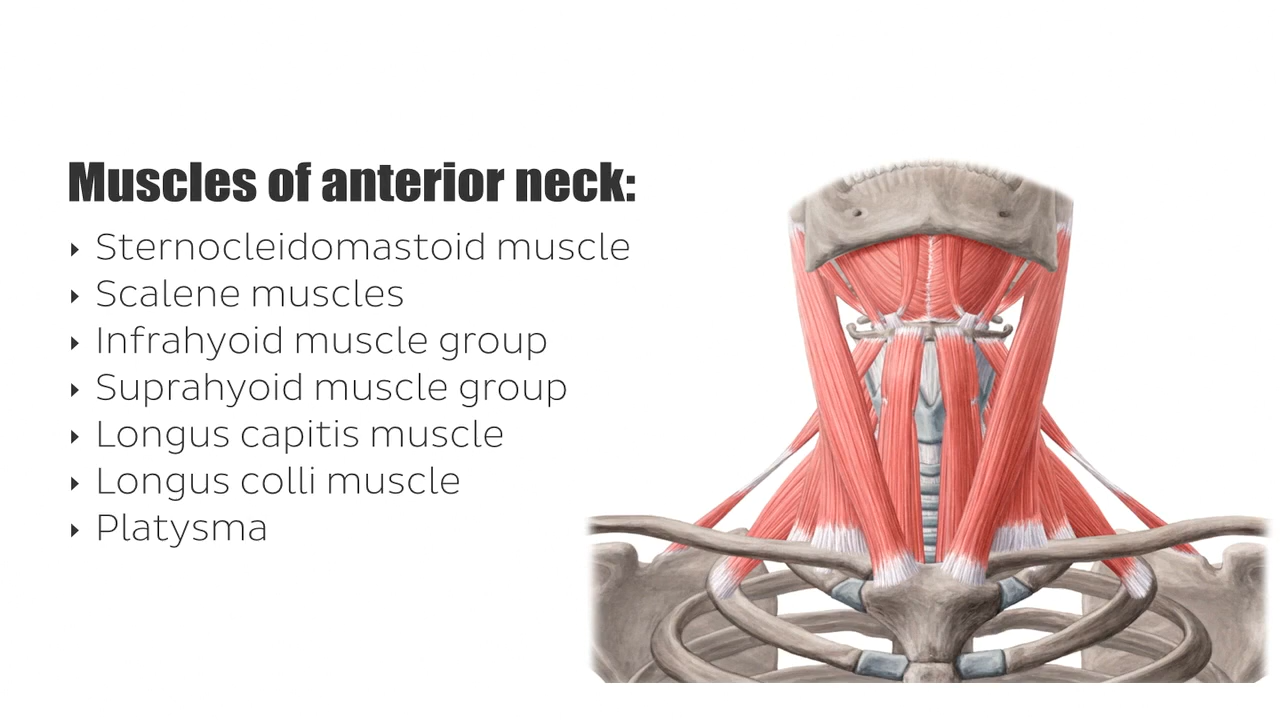 Muscles of anterior neck:
Sternocleidomastoid muscle
Scalene muscles
Infrahyoid muscle group
Suprahyoid muscle group
Longus capitis muscle
Longus colli muscle
Platysma